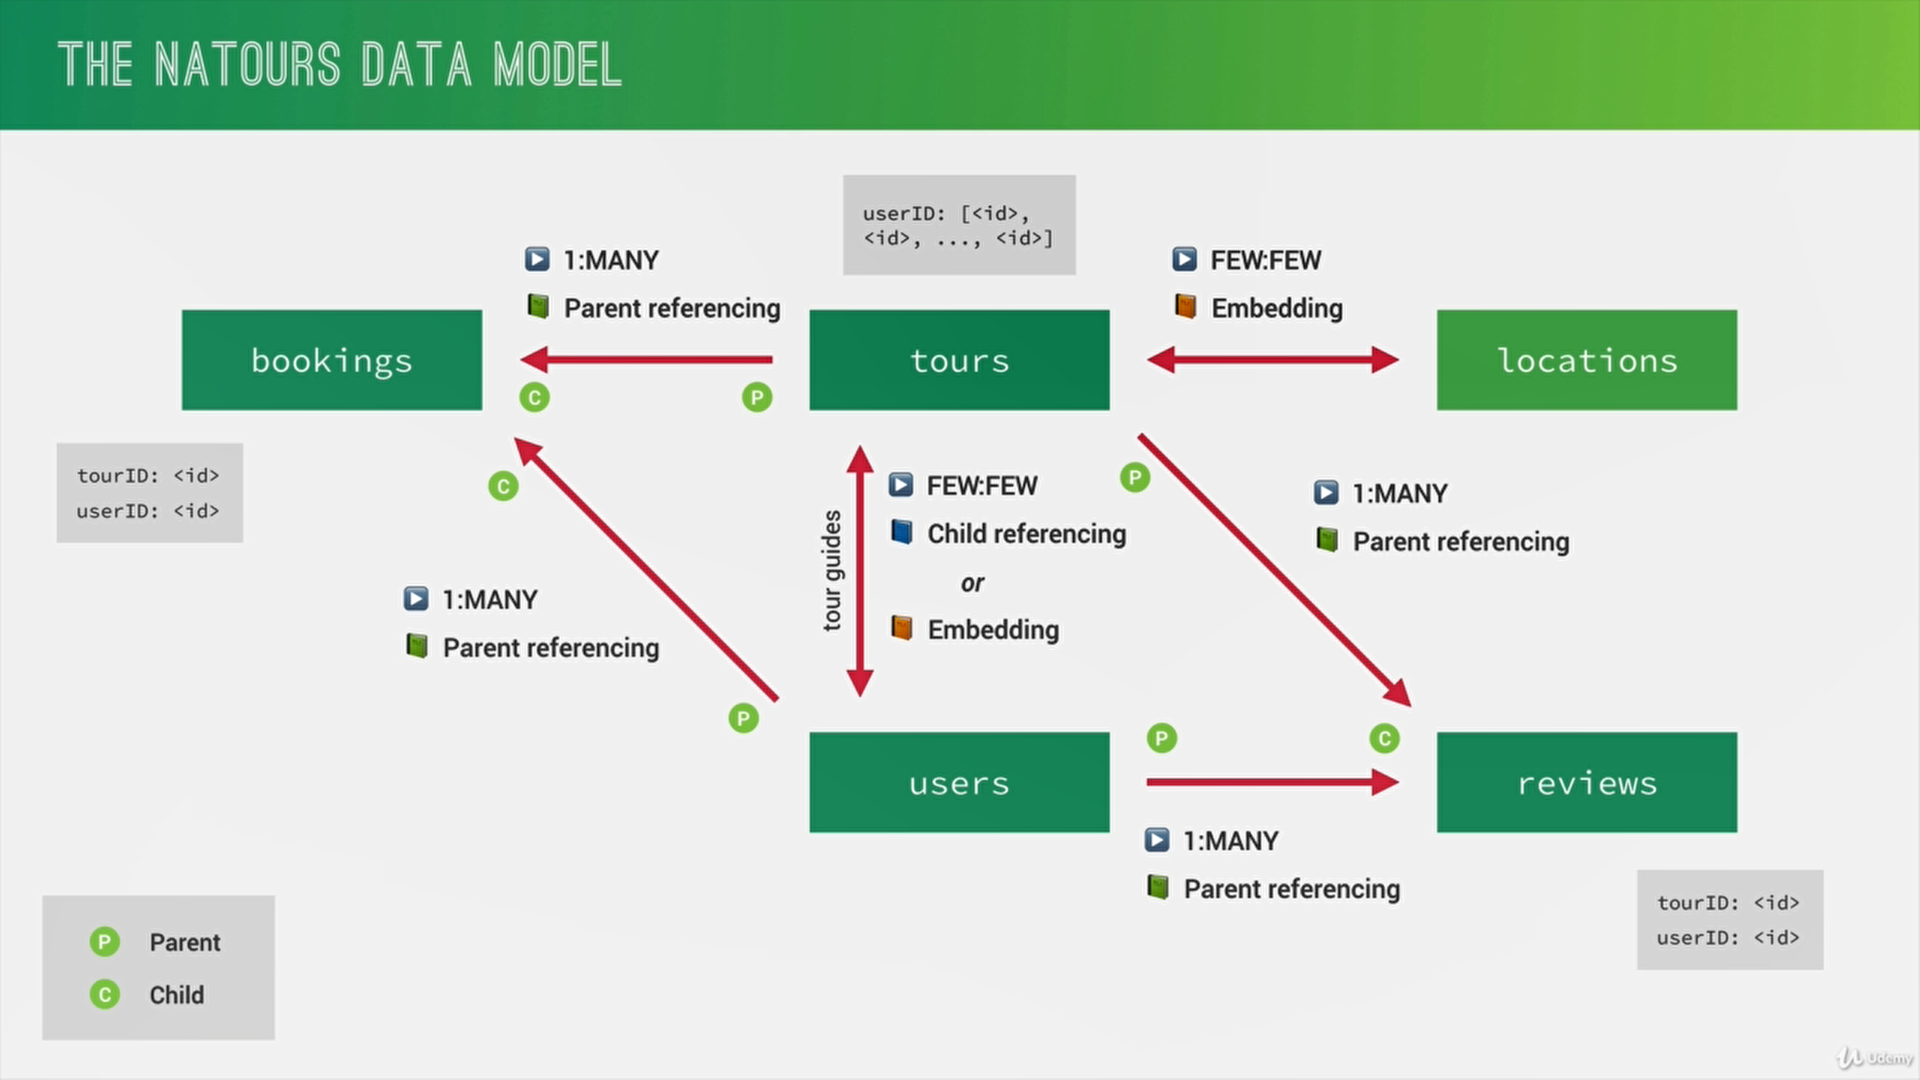 THE NATOURS DATA MODEL
userID: [<id>,
<id>, ..., <id>]
1:MANY
Parent referencing
FEW:FEW
Embedding
bookings
tours
locations
C
P
tourID: <id>
userID: <id>
C
tour guides
FEW:FEW
Child referencing
or
Embedding
P
1:MANY
Parent referencing
1:MANY
Parent referencing
P
users
P
C
reviews
1:MANY
Parent referencing
tourID: <id>
userID: <id>
P Parent
C Child
Udemy